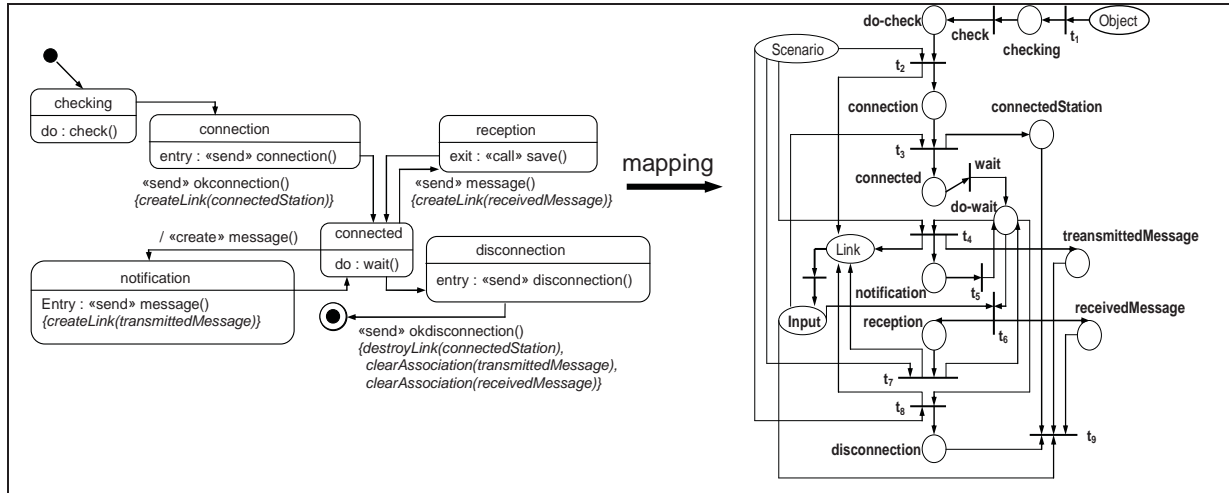 checking
do : check()
connection
entry : «send» connection()
reception
exit : «call» save()
«send» okconnection()
{createLink(connectedStation)}
«send» message()
{createLink(receivedMessage)}
/ «create» message()
connected
do : wait()
disconnection
entry : «send» disconnection()
notification
Entry : «send» message()
{createLink(transmittedMessage)}
«send» okdisconnection()
{destroyLink(connectedStation),
clearAssociation(transmittedMessage),
clearAssociation(receivedMessage)}
mapping
do-check
Object
check
t1
checking
Scenario
t2
connection
connectedStation
t3
wait
connected
do-wait
t4
treansmittedMessage
Link
notification
t5
receivedMessage
Input
reception
t6
t7
t8
t9
disconnection